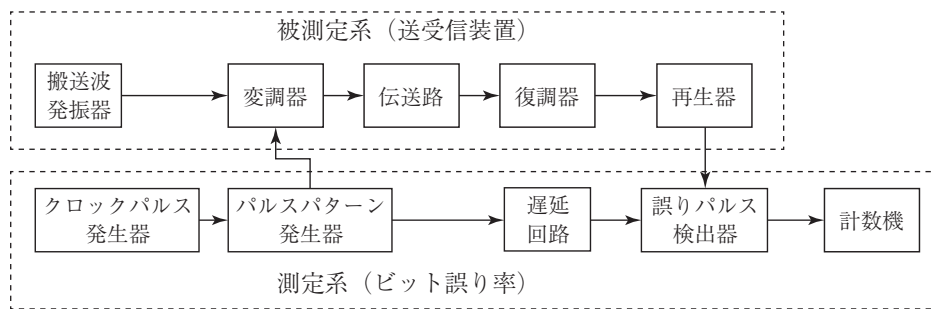 被測定系(送受信装置)
搬送波
発振器
変調器
伝送路
復調器
再生器
クロックパルス
発生器
パルスパターン
発生器
遅延
回路
誤りパルス
検出器
計数機
測定系(ビット誤り率)